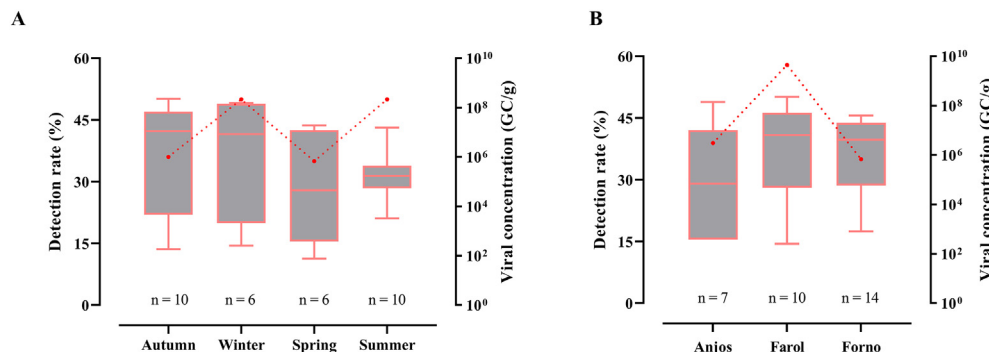 A
Detection rate (%)
60
45
30
15
0
n = 10
n = 6
n = 6
n = 10
Autumn
Winter
Spring
Summer
10^10
10^8
10^6
10^4
10^2
10^0
Viral concentration (GC/g)
B
Detection rate (%)
60
45
30
15
0
n = 7
n = 10
n = 14
Anjos
Farol
Forno
10^10
10^8
10^6
10^4
10^2
10^0
Viral concentration (GC/g)